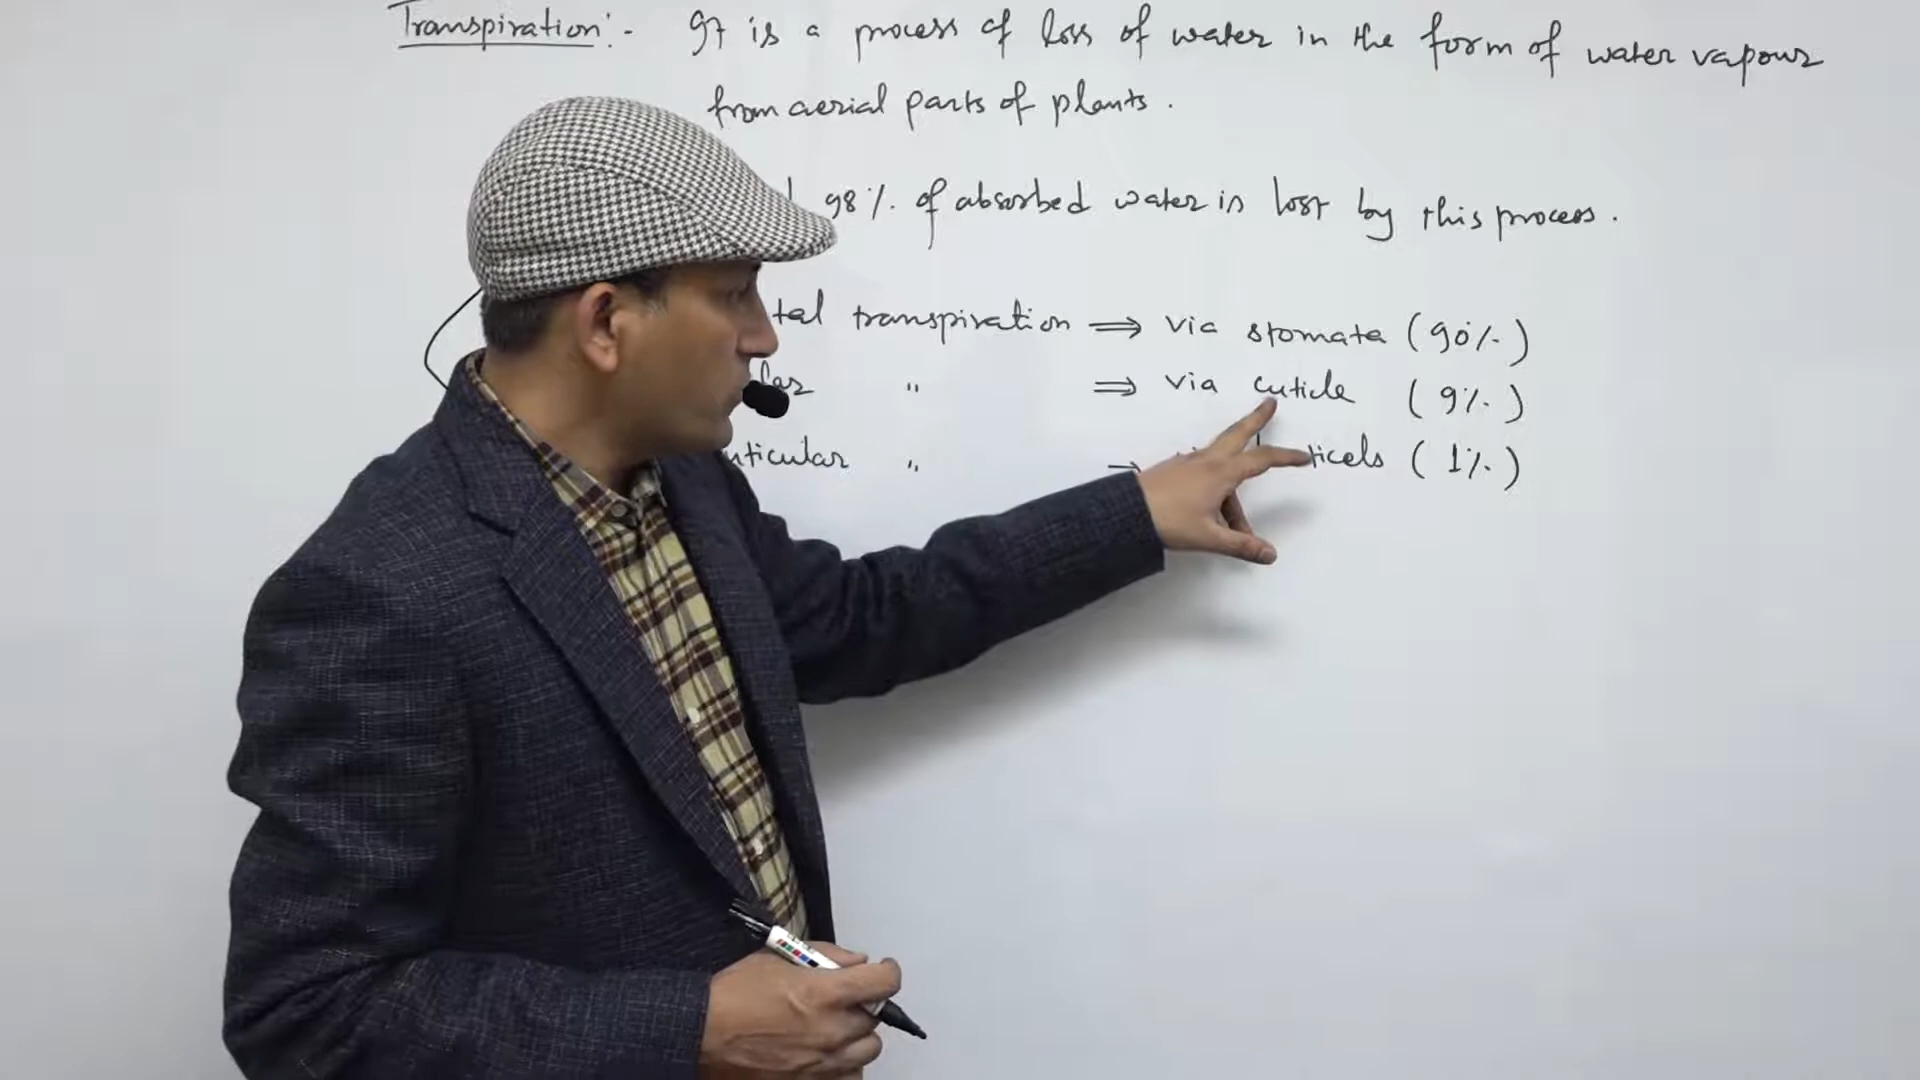 Transpiration :- It is a process of loss of water in the form of water vapour
from aerial parts of plants .
98% of absorbed water is lost by this process .
tal transpiration ⇒ via stomata (90%)
lar " ⇒ via cuticle (9%)
nticular " → ticels (1%)